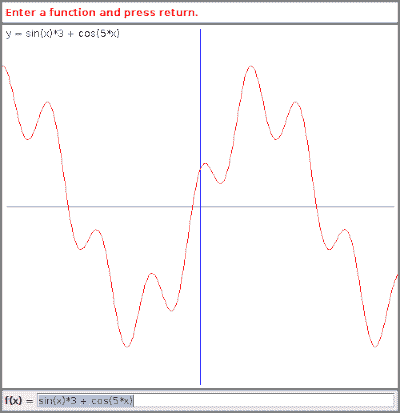 Enter a function and press return.
y = sin(x)*3 + cos(5*x)
f(x) = sin(x)*3 + cos(5*x)